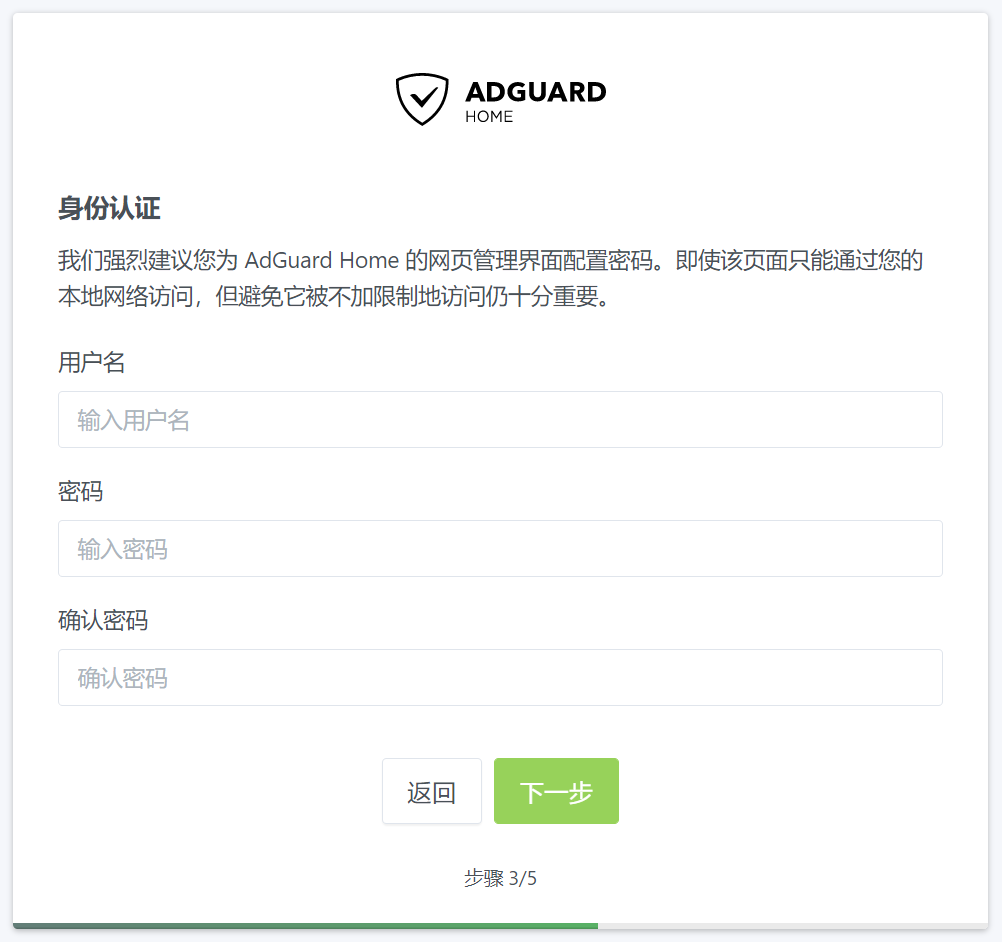 ADGUARD
HOME
身份认证
我们强烈建议您为 AdGuard Home 的网页管理界面配置密码。即使该页面只能通过您的
本地网络访问，但避免它被不加限制地访问仍十分重要。
用户名
输入用户名
密码
输入密码
确认密码
确认密码
返回
下一步
步骤 3/5